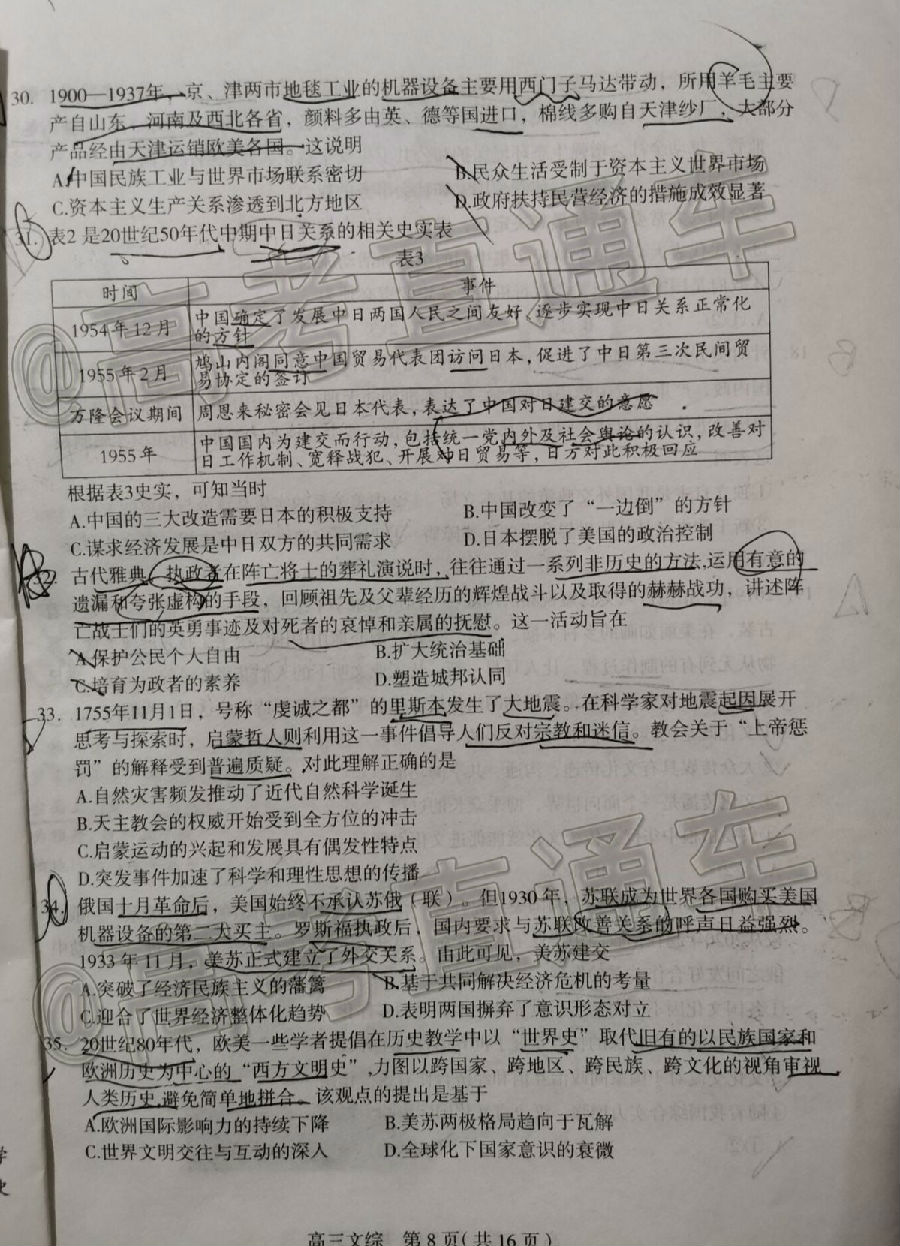 30. 1900—1937年，京、津两市地毯工业的机器设备主要用西门子马达带动，所用羊毛主要
产自山东、河南及西北各省，颜料多由英、德等国进口，棉线多购自天津纱厂，大部分
产品经由天津运销欧美各国。这说明
A.中国民族工业与世界市场联系密切 B.民众生活受制于资本主义世界市场
C.资本主义生产关系渗透到北方地区 D.政府扶持民营经济的措施成效显著
31. 表2 是20世纪50年代中期中日关系的相关史实表
表3
时间 事件
1954年12月 中国确定了发展中日两国人民之间友好、逐步实现中日关系正常化
的方针
1955年2月 鸠山内阁同意中国贸易代表团访问日本，促进了中日第三次民间贸
易协定的签订
万隆会议期间 周恩来秘密会见日本代表，表达了中国对日建交的意愿
1955年 中国国内为建交而行动，包括统一党内外及社会舆论的认识，改善对
日工作机制、宽释战犯、开展对日贸易等，日方对此积极回应
根据表3史实，可知当时
A.中国的三大改造需要日本的积极支持 B.中国改变了“一边倒”的方针
C.谋求经济发展是中日双方的共同需求 D.日本摆脱了美国的政治控制
32. 古代雅典，执政者在阵亡将士的葬礼演说时，往往通过一系列非历史的方法，运用有意的
遗漏和夸张虚构的手段，回顾祖先及父辈经历的辉煌战斗以及取得的赫赫战功，讲述阵
亡战士们的英勇事迹及对死者的哀悼和亲属的抚慰。这一活动旨在
A.保护公民个人自由 B.扩大统治基础
C.培育为政者的素养 D.塑造城邦认同
33. 1755年11月1日，号称“虔诚之都”的里斯本发生了大地震。在科学家对地震起因展开
思考与探索时，启蒙哲人则利用这一事件倡导人们反对宗教和迷信。教会关于“上帝惩
罚”的解释受到普遍质疑。对此理解正确的是
A.自然灾害频发推动了近代自然科学诞生
B.天主教会的权威开始受到全方位的冲击
C.启蒙运动的兴起和发展具有偶发性特点
D.突发事件加速了科学和理性思想的传播
34. 俄国十月革命后，美国始终不承认苏俄（联）。但1930年，苏联成为世界各国购买美国
机器设备的第二大买主。罗斯福执政后，国内要求与苏联改善关系的呼声日益强烈。
1933年11月，美苏正式建立了外交关系。由此可见，美苏建交
A.突破了经济民族主义的藩篱 B.基于共同解决经济危机的考量
C.迎合了世界经济整体化趋势 D.表明两国摒弃了意识形态对立
35. 20世纪80年代，欧美一些学者提倡在历史教学中以“世界史”取代旧有的以民族国家和
欧洲历史为中心的“西方文明史”，力图以跨国家、跨地区、跨民族、跨文化的视角审视
人类历史，避免简单地拼合。该观点的提出是基于
A.欧洲国际影响力的持续下降 B.美苏两极格局趋向于瓦解
C.世界文明交往与互动的深入 D.全球化下国家意识的衰微
高三文综 第8页（共16页）
@高考直通车
@高考直通车
@高考直通车